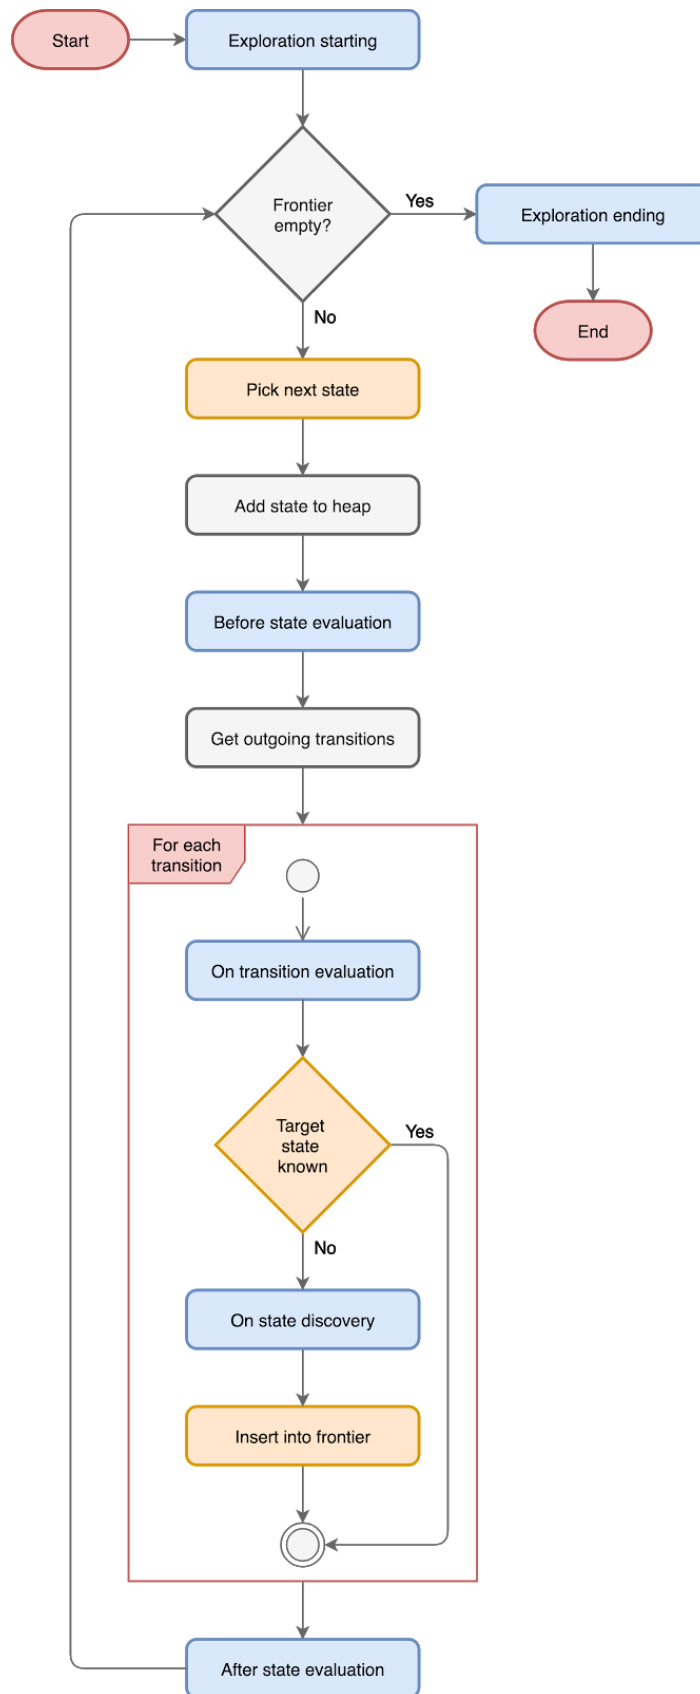 Start
Exploration starting
Frontier
empty?
Yes
Exploration ending
End
No
Pick next state
Add state to heap
Before state evaluation
Get outgoing transitions
For each
transition
On transition evaluation
Target
state
known
Yes
No
On state discovery
Insert into frontier
After state evaluation